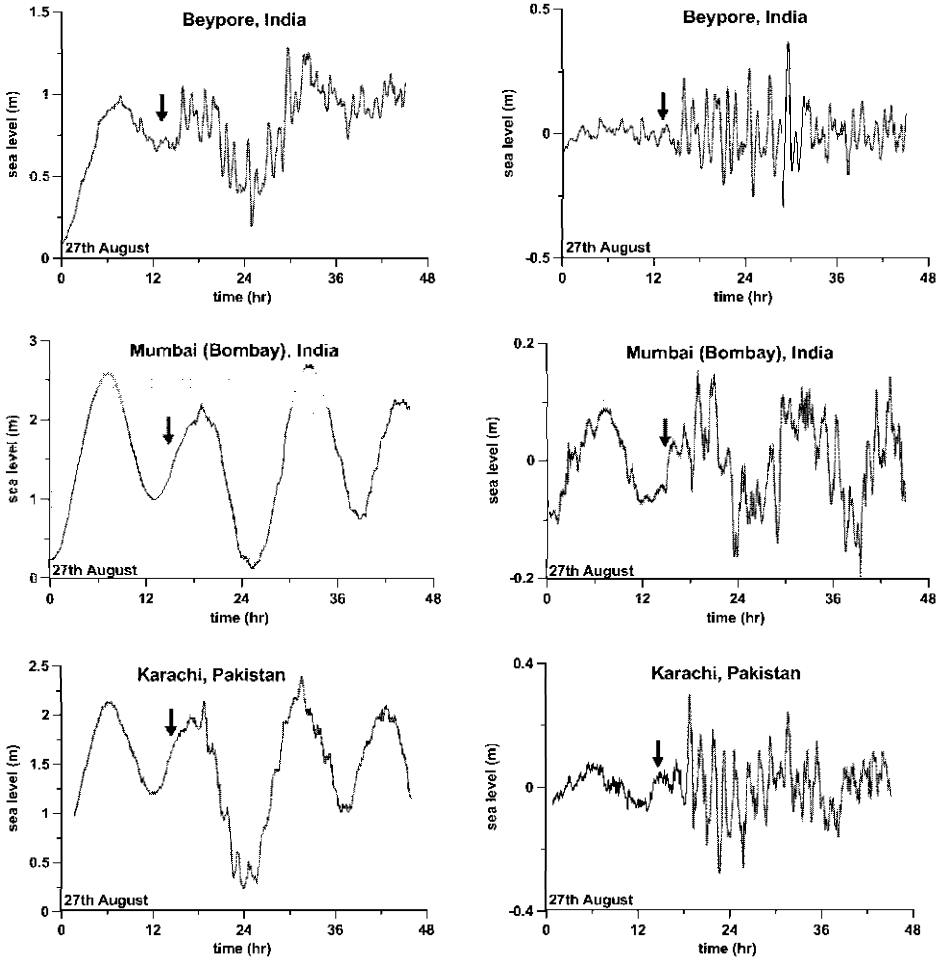 Beypore, India
1.5
1
0.5
0
sea level (m)
27th August
0 12 24 36 48
time (hr)
Beypore, India
0.5
0
-0.5
sea level (m)
27th August
0 12 24 36 48
time (hr)
Mumbai (Bombay), India
3
2
1
0
sea level (m)
27th August
0 12 24 36 48
time (hr)
Mumbai (Bombay), India
0.2
0
-0.2
sea level (m)
27th August
0 12 24 36 48
time (hr)
Karachi, Pakistan
2.5
2
1.5
1
0.5
0
sea level (m)
27th August
0 12 24 36 48
time (hr)
Karachi, Pakistan
0.4
0
-0.4
sea level (m)
27th August
0 12 24 36 48
time (hr)